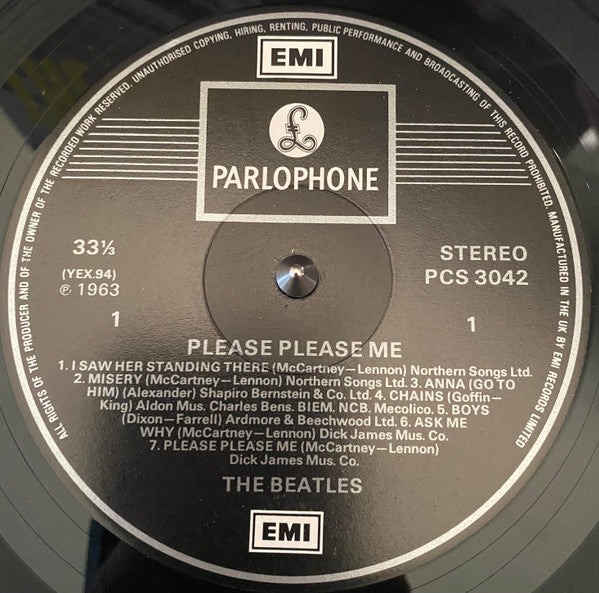 ALL RIGHTS OF THE PRODUCER AND OF THE OWNER OF THE RECORDED WORK RESERVED. UNAUTHORISED COPYING, HIRING, RENTING, PUBLIC PERFORMANCE AND BROADCASTING OF THIS RECORD PROHIBITED. MANUFACTURED IN THE UK BY EMI RECORDS LIMITED
EMI
£
PARLOPHONE
33⅓
STEREO
(YEX.94)
PCS 3042
℗ 1963
1
1
PLEASE PLEASE ME
1. I SAW HER STANDING THERE (McCartney—Lennon) Northern Songs Ltd.
2. MISERY (McCartney—Lennon) Northern Songs Ltd. 3. ANNA (GO TO
HIM) (Alexander) Shapiro Bernstein & Co. Ltd. 4. CHAINS (Goffin—
King) Aldon Mus. Charles Bens. BIEM. NCB. Mecolico. 5. BOYS
(Dixon—Farrell) Ardmore & Beechwood Ltd. 6. ASK ME
WHY (McCartney—Lennon) Dick James Mus. Co.
7. PLEASE PLEASE ME (McCartney—Lennon)
Dick James Mus. Co.
THE BEATLES
EMI